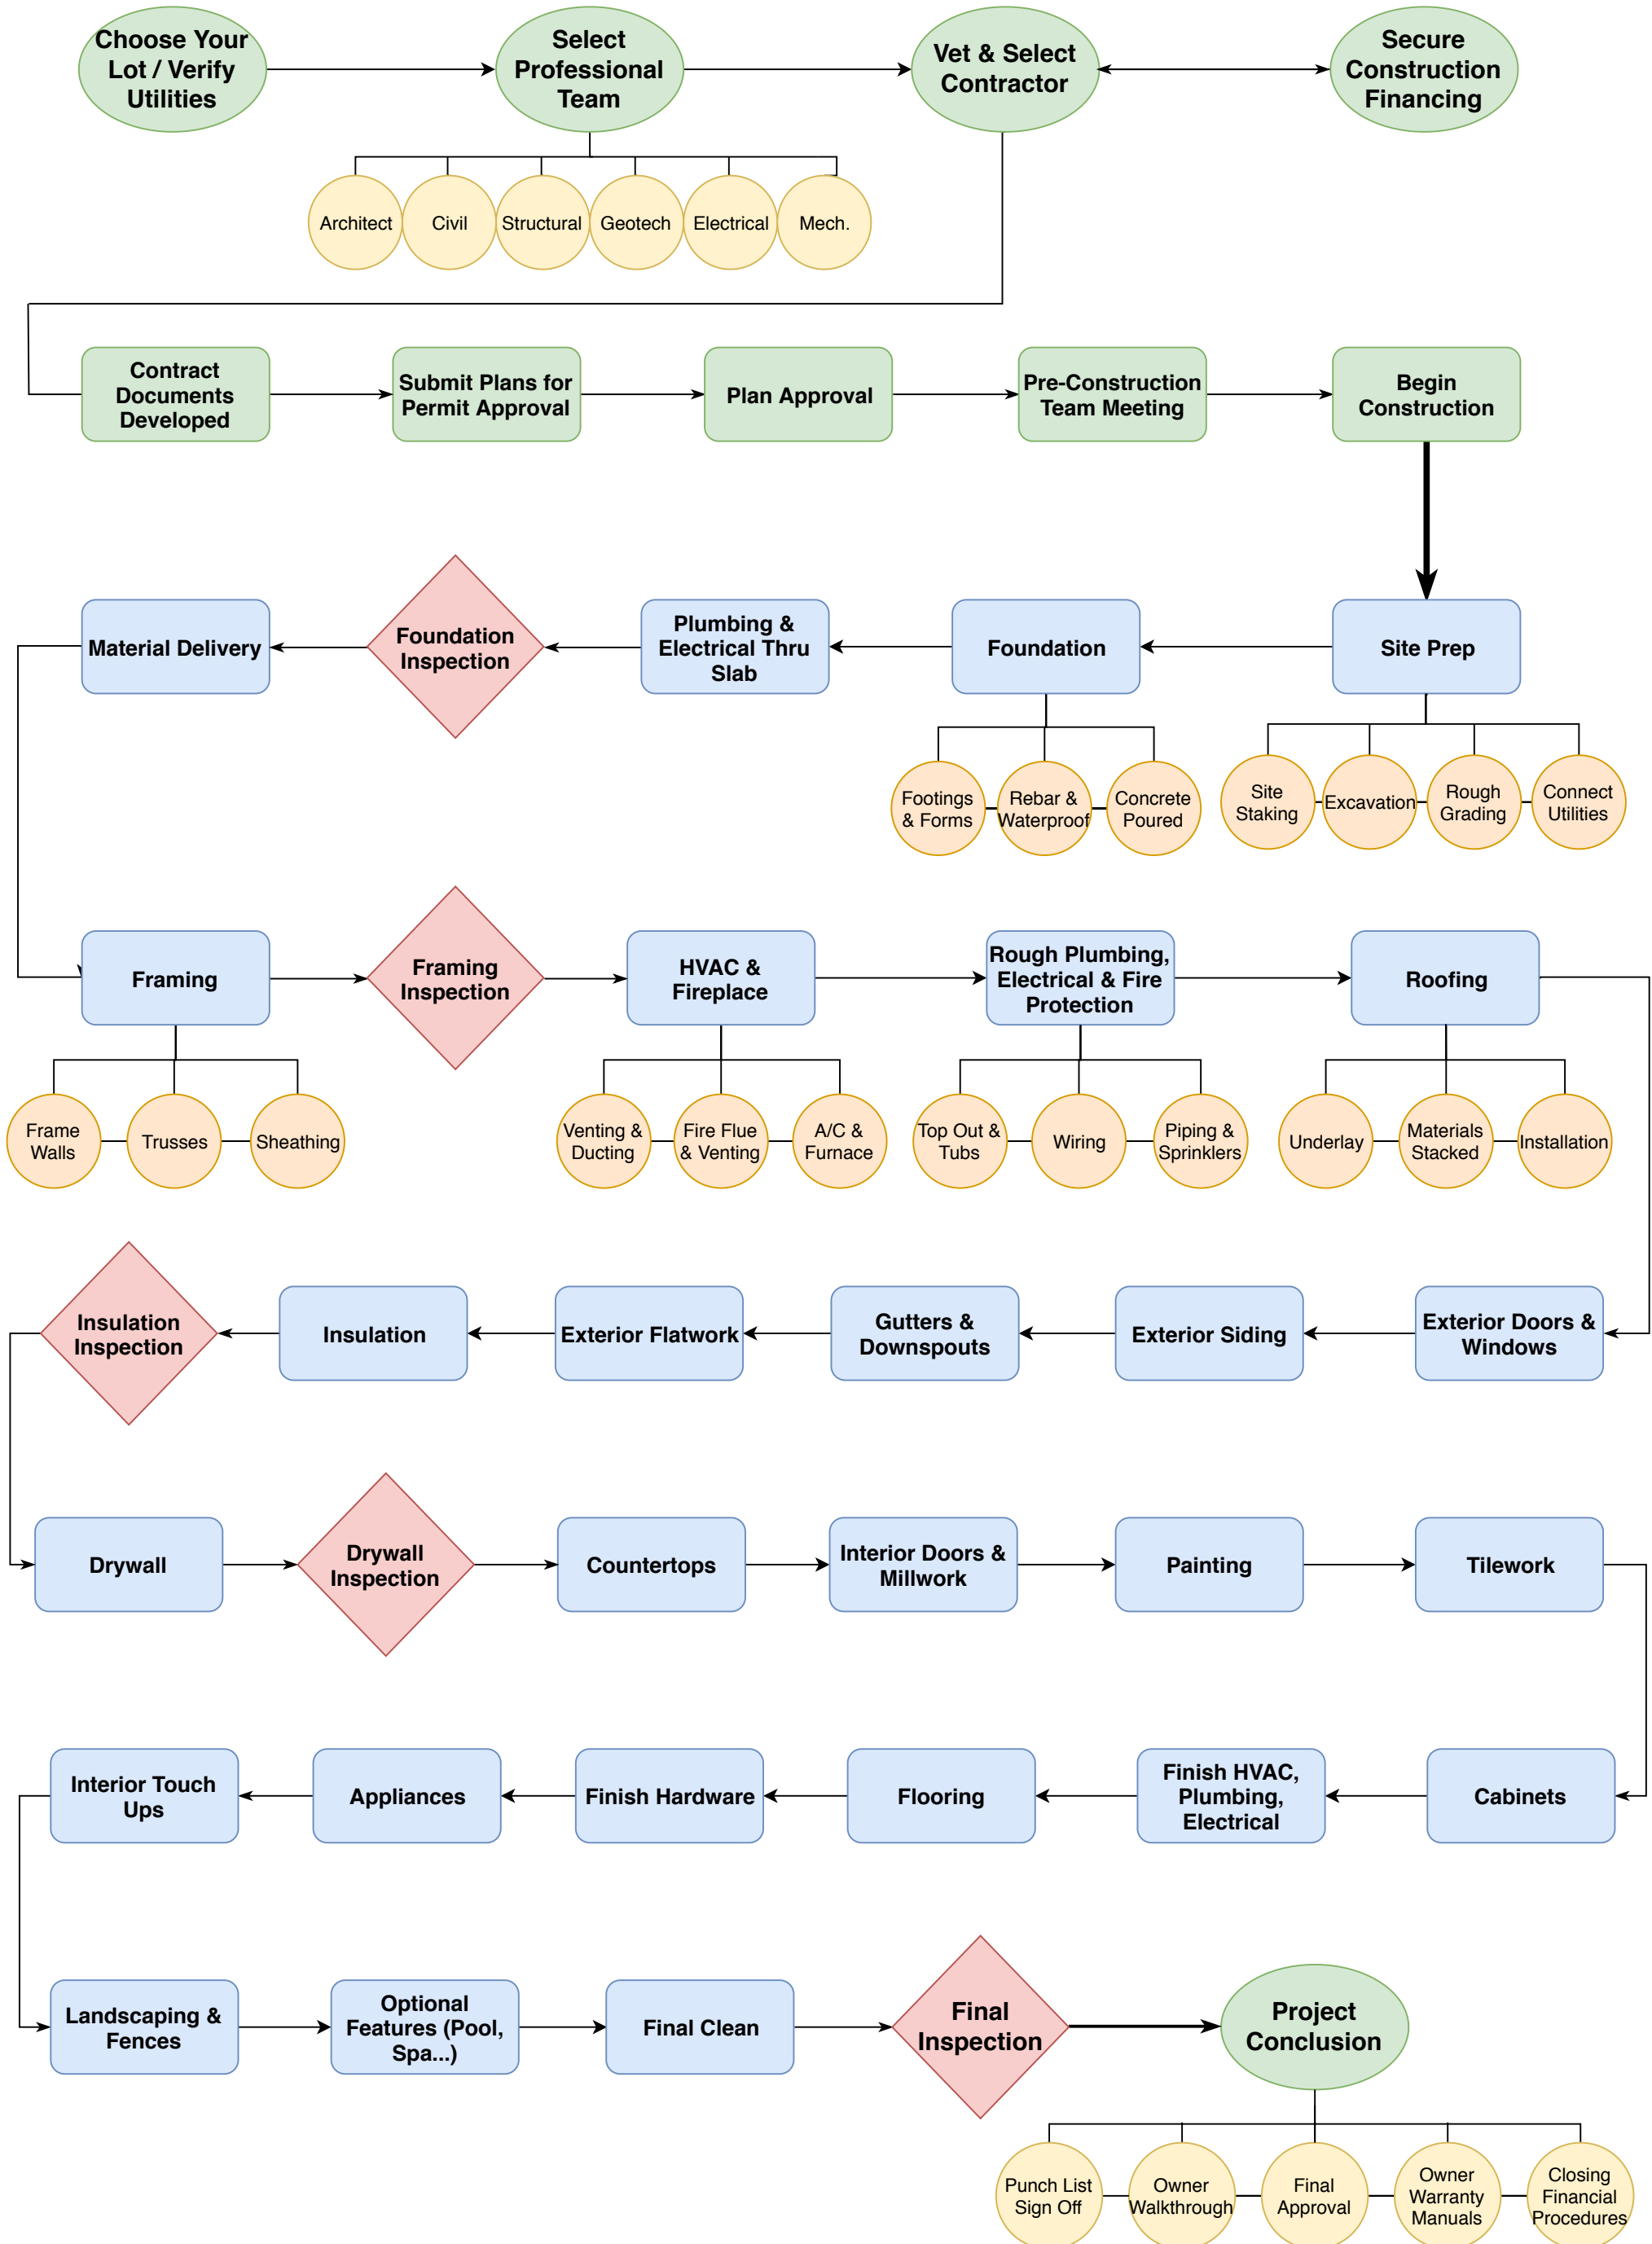 Choose Your
Lot / Verify
Utilities
Select
Professional
Team
Vet & Select
Contractor
Secure
Construction
Financing
Architect
Civil
Structural
Geotech
Electrical
Mech.
Contract
Documents
Developed
Submit Plans for
Permit Approval
Plan Approval
Pre-Construction
Team Meeting
Begin
Construction
Material Delivery
Foundation
Inspection
Plumbing &
Electrical Thru
Slab
Foundation
Site Prep
Footings
& Forms
Rebar &
Waterproof
Concrete
Poured
Site
Staking
Excavation
Rough
Grading
Connect
Utilities
Framing
Framing
Inspection
HVAC &
Fireplace
Rough Plumbing,
Electrical & Fire
Protection
Roofing
Frame
Walls
Trusses
Sheathing
Venting &
Ducting
Fire Flue
& Venting
A/C &
Furnace
Top Out &
Tubs
Wiring
Piping &
Sprinklers
Underlay
Materials
Stacked
Installation
Insulation
Inspection
Insulation
Exterior Flatwork
Gutters &
Downspouts
Exterior Siding
Exterior Doors &
Windows
Drywall
Drywall
Inspection
Countertops
Interior Doors &
Millwork
Painting
Tilework
Interior Touch
Ups
Appliances
Finish Hardware
Flooring
Finish HVAC,
Plumbing,
Electrical
Cabinets
Landscaping &
Fences
Optional
Features (Pool,
Spa...)
Final Clean
Final
Inspection
Project
Conclusion
Punch List
Sign Off
Owner
Walkthrough
Final
Approval
Owner
Warranty
Manuals
Closing
Financial
Procedures